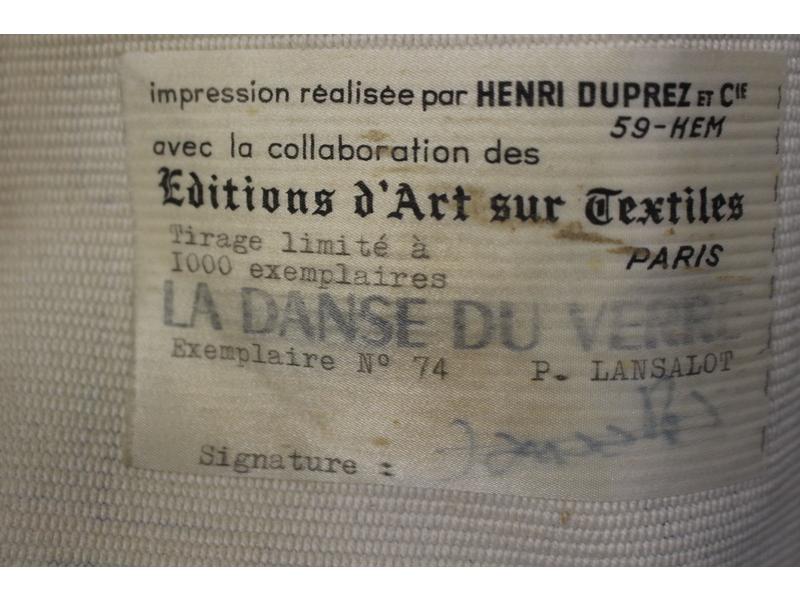 impression réalisée par HENRI DUPREZ ET CIE
59-HEM
avec la collaboration des
Editions d'Art sur Textiles
PARIS
Tirage limité à
1000 exemplaires
LA DANSE DU VERRE
Exemplaire N° 74 P. LANSALOT
Signature :